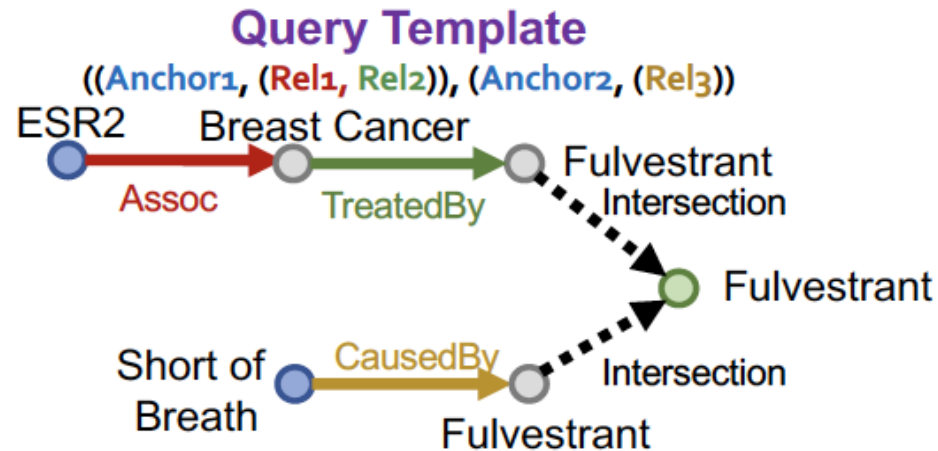 Query Template
((Anchor1, (Rel1, Rel2)), (Anchor2, (Rel3))
ESR2
Breast Cancer
Fulvestrant
Assoc
TreatedBy
Intersection
Fulvestrant
Short of
Breath
CausedBy
Intersection
Fulvestrant